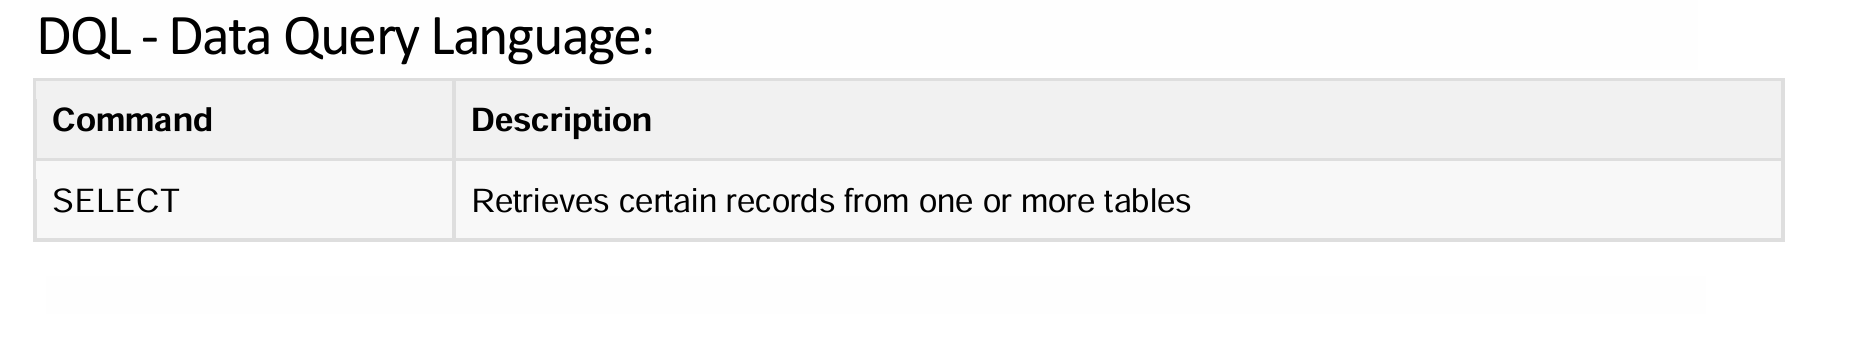 DQL - Data Query Language:
Command Description
SELECT Retrieves certain records from one or more tables